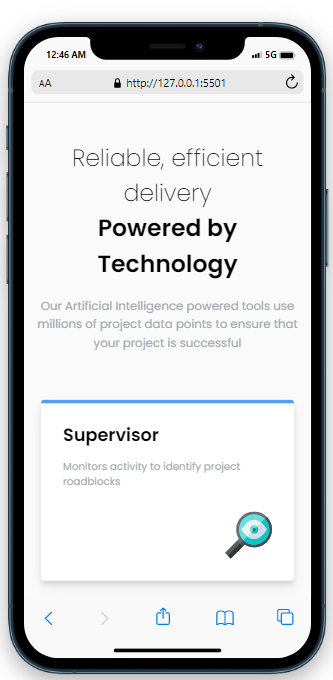 12:46 AM
5G
AA
http://127.0.0.1:5501
Reliable, efficient
delivery
Powered by
Technology
Our Artificial Intelligence powered tools use
millions of project data points to ensure that
your project is successful
Supervisor
Monitors activity to identify project
roadblocks